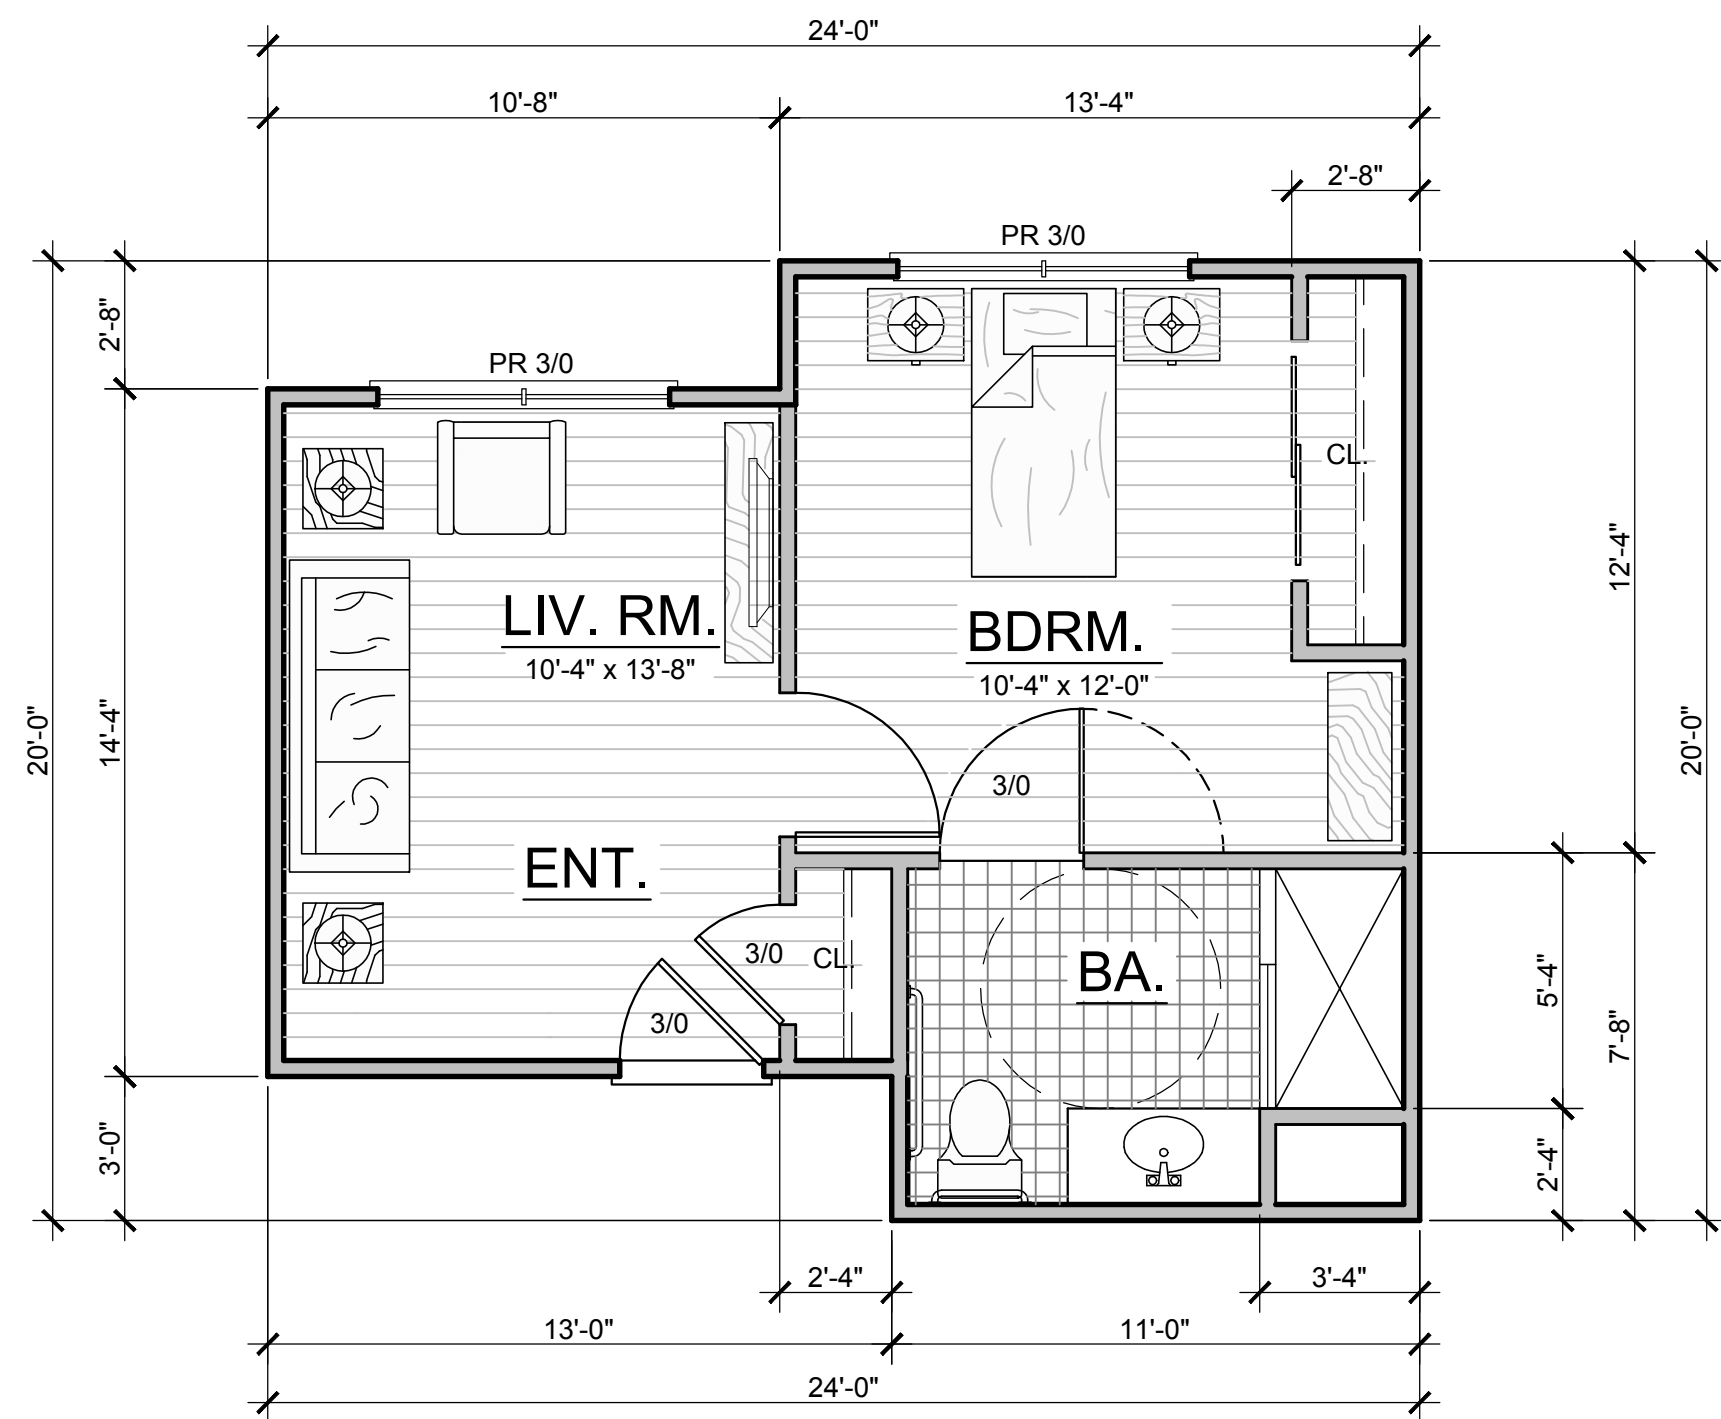 24'-0"
10'-8"
13'-4"
2'-8"
PR 3/0
2'-8"
PR 3/0
CL.
12'-4"
LIV. RM.
10'-4" x 13'-8"
BDRM.
10'-4" x 12'-0"
20'-0"
14'-4"
20'-0"
3/0
ENT.
3/0
CL.
BA.
5'-4"
3/0
7'-8"
3'-0"
2'-4"
2'-4"
3'-4"
13'-0"
11'-0"
24'-0"